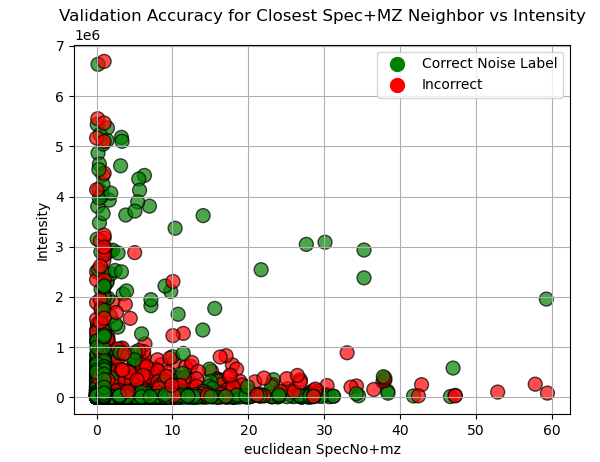 Validation Accuracy for Closest Spec+MZ Neighbor vs Intensity
1e6
7
6
5
4
3
2
1
0
Intensity
Correct Noise Label
Incorrect
0 10 20 30 40 50 60
euclidean SpecNo+mz